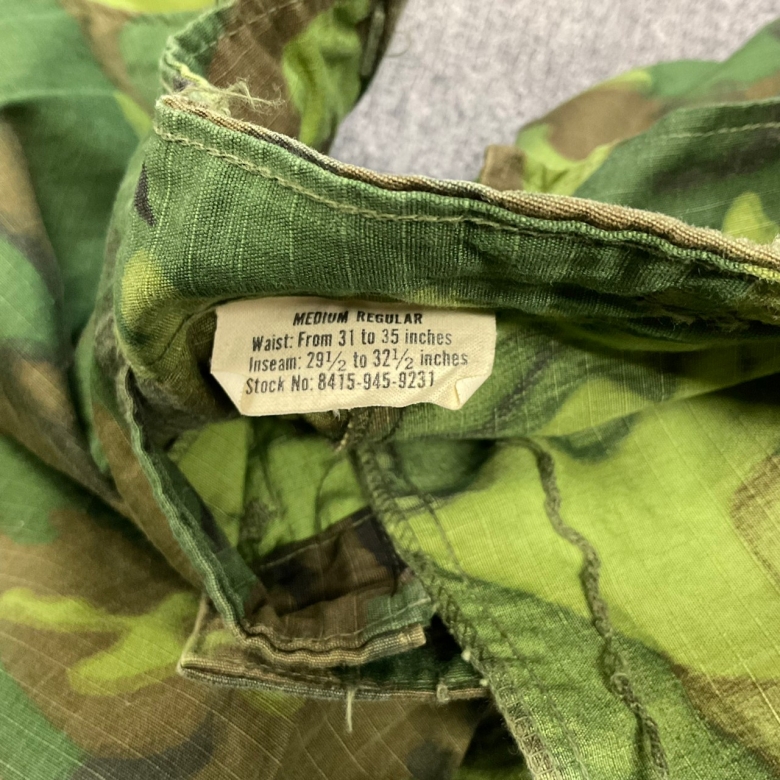 MEDIUM REGULAR
Waist: From 31 to 35 inches
Inseam: 29½ to 32½ inches
Stock No: 8415-945-9231